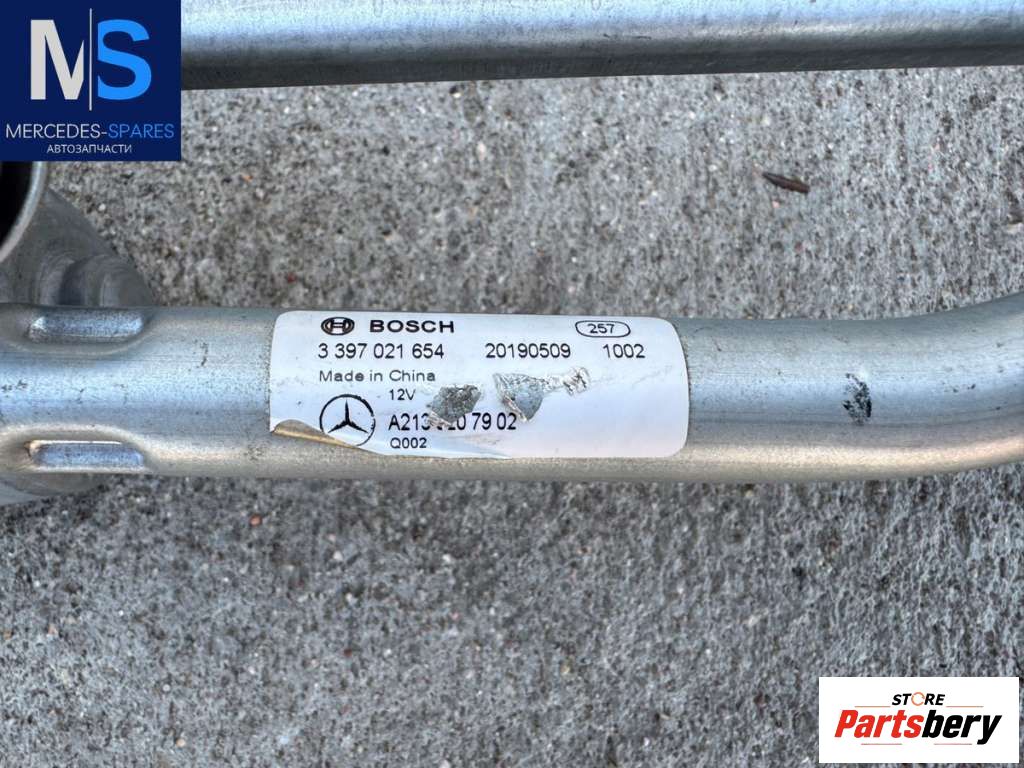 MS
MERCEDES-SPARES
АВТОЗАПЧАСТИ
BOSCH 257
3 397 021 654 20190509 1002
Made in China
12V
A213 20 79 02
Q002
STORE
Partsbery